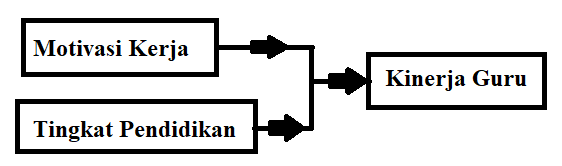 Motivasi Kerja
Kinerja Guru
Tingkat Pendidikan